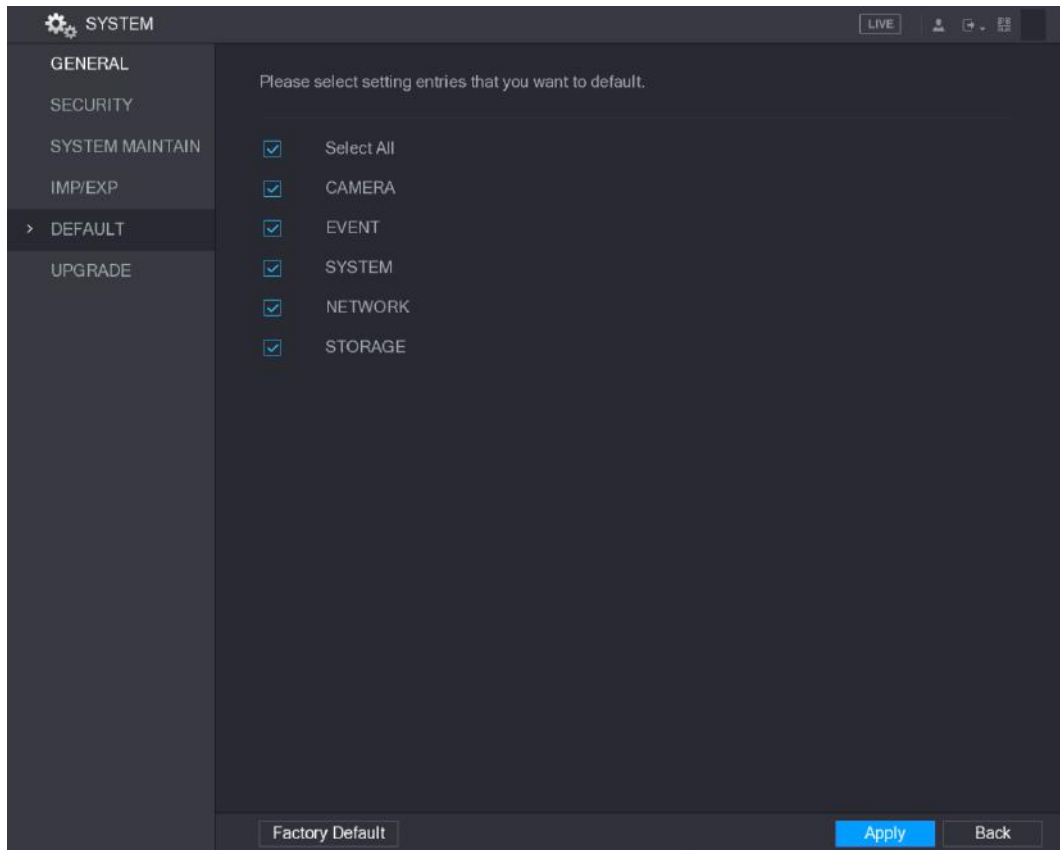 SYSTEM
LIVE
GENERAL
SECURITY
SYSTEM MAINTAIN
IMP/EXP
DEFAULT
UPGRADE
Please select setting entries that you want to default.
Select All
CAMERA
EVENT
SYSTEM
NETWORK
STORAGE
Factory Default
Apply
Back